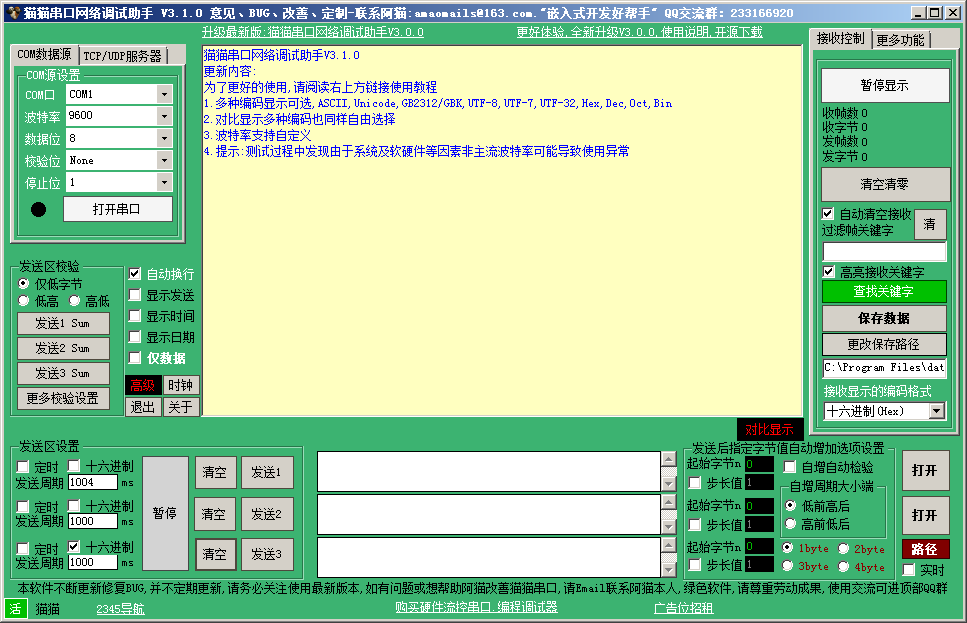 猫猫串口网络调试助手 V3.1.0 意见、BUG、改善、定制-联系阿猫:amaomails@163.com."嵌入式开发好帮手" QQ交流群: 233166920
升级最新版:猫猫串口网络调试助手V3.0.0
更好体验,全新升级V3.0.0,使用说明,开源下载
COM数据源
TCP/UDP服务器
COM源设置
COM口 COM1
波特率 9600
数据位 8
校验位 None
停止位 1
打开串口
猫猫串口网络调试助手V3.1.0
更新内容:
为了更好的使用,请阅读右上方链接使用教程
1.多种编码显示可选,ASCII,Unicode,GB2312/GBK,UTF-8,UTF-7,UTF-32,Hex,Dec,Oct,Bin
2.对比显示多种编码也同样自由选择
3.波特率支持自定义
4.提示:测试过程中发现由于系统及软硬件等因素非主流波特率可能导致使用异常
接收控制
更多功能
暂停显示
收帧数 0
收字节 0
发帧数 0
发字节 0
清空清零
自动清空接收
过滤帧关键字
清
高亮接收关键字
查找关键字
保存数据
更改保存路径
C:\Program Files\dat
接收显示的编码格式
十六进制(Hex)
发送区校验
仅低字节
低高 高低
发送1 Sum
发送2 Sum
发送3 Sum
更多校验设置
自动换行
显示发送
显示时间
显示日期
仅数据
高级 时钟
退出 关于
对比显示
发送区设置
定时 十六进制
发送周期 1004 ms
定时 十六进制
发送周期 1000 ms
定时 十六进制
发送周期 1000 ms
暂停
清空 发送1
清空 发送2
清空 发送3
发送后指定字节值自动增加选项设置
起始字节n 0
步长值 1
起始字节n 0
步长值 1
起始字节n 0
步长值 1
自增自动检验
自增周期大小端
低前高后
高前低后
1byte 2byte
3byte 4byte
打开
打开
路径
实时
本软件不断更新修复BUG,并不定期更新,请务必关注使用最新版本,如有问题或想帮助阿猫改善猫猫串口,请Email联系阿猫本人,绿色软件,请尊重劳动成果,使用交流可进顶部QQ群
活 猫猫
2345导航
购买硬件流控串口,编程调试器
广告位招租